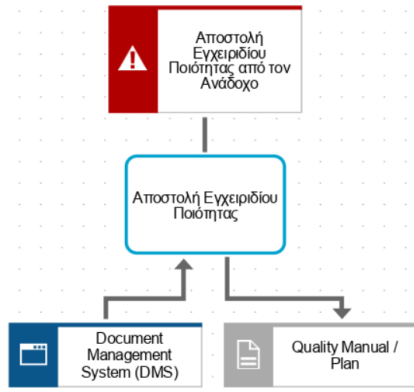 Αποστολή
Εγχειριδίου
Ποιότητας από τον
Ανάδοχο
Αποστολή Εγχειριδίου
Ποιότητας
Document
Management
System (DMS)
Quality Manual /
Plan